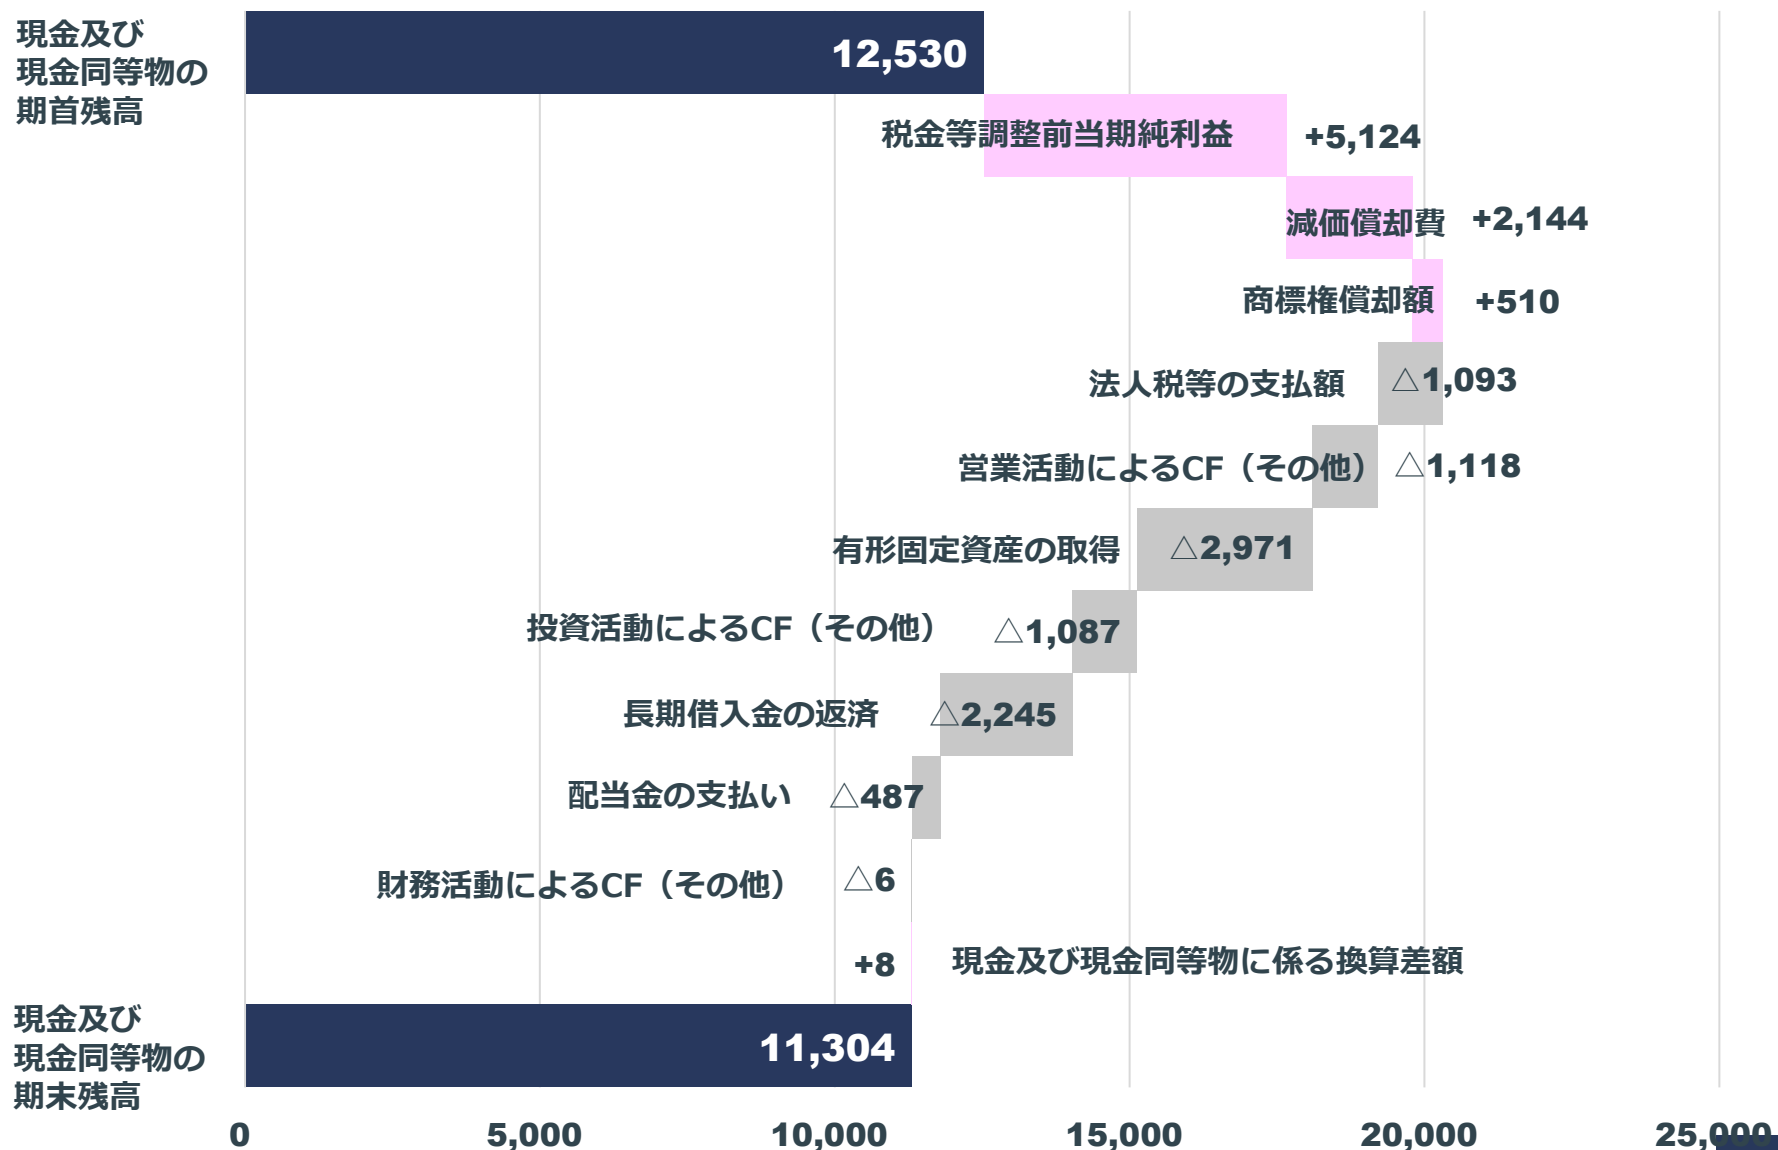 現金及び
現金同等物の
期首残高
12,530
税金等調整前当期純利益 +5,124
減価償却費 +2,144
商標権償却額 +510
法人税等の支払額 △1,093
営業活動によるCF（その他） △1,118
有形固定資産の取得 △2,971
投資活動によるCF（その他） △1,087
長期借入金の返済 △2,245
配当金の支払い △487
財務活動によるCF（その他） △6
+8 現金及び現金同等物に係る換算差額
現金及び
現金同等物の
期末残高
11,304
0 5,000 10,000 15,000 20,000 25,000